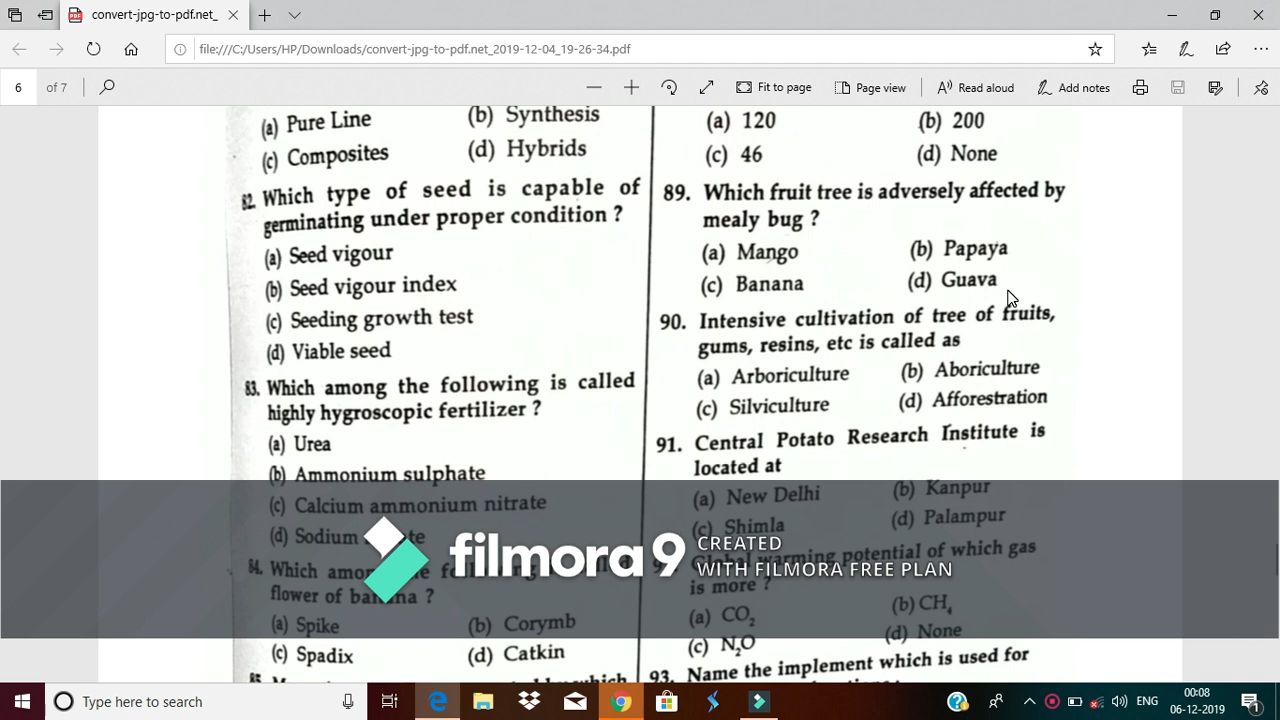 convert-jpg-to-pdf.net_
file:///C:/Users/HP/Downloads/convert-jpg-to-pdf.net_2019-12-04_19-26-34.pdf
6 of 7
Fit to page
Page view
Read aloud
Add notes
(a) Pure Line (b) Synthesis
(c) Composites (d) Hybrids
82. Which type of seed is capable of
germinating under proper condition ?
(a) Seed vigour
(b) Seed vigour index
(c) Seeding growth test
(d) Viable seed
83. Which among the following is called
highly hygroscopic fertilizer ?
(a) Urea
(b) Ammonium sulphate
(c) Calcium ammonium nitrate
(d) Sodium
84. Which
flower of banana ?
(a) Spike (b) Corymb
(c) Spadix (d) Catkin
85.
(a) 120 (b) 200
(c) 46 (d) None
89. Which fruit tree is adversely affected by
mealy bug ?
(a) Mango (b) Papaya
(c) Banana (d) Guava
90. Intensive cultivation of tree of fruits,
gums, resins, etc is called as
(a) Arboriculture (b) Aboriculture
(c) Silviculture (d) Afforestration
91. Central Potato Research Institute is
located at
(a) New Delhi (b) Kanpur
(c) Shimla (d) Palampur
Global warming potential of which gas
is more ?
(a) CO₂ (b) CH₄
(c) N₂O (d) None
93. Name the implement which is used for
filmora9 CREATED
WITH FILMORA FREE PLAN
Type here to search
ENG
00:08
06-12-2019
1